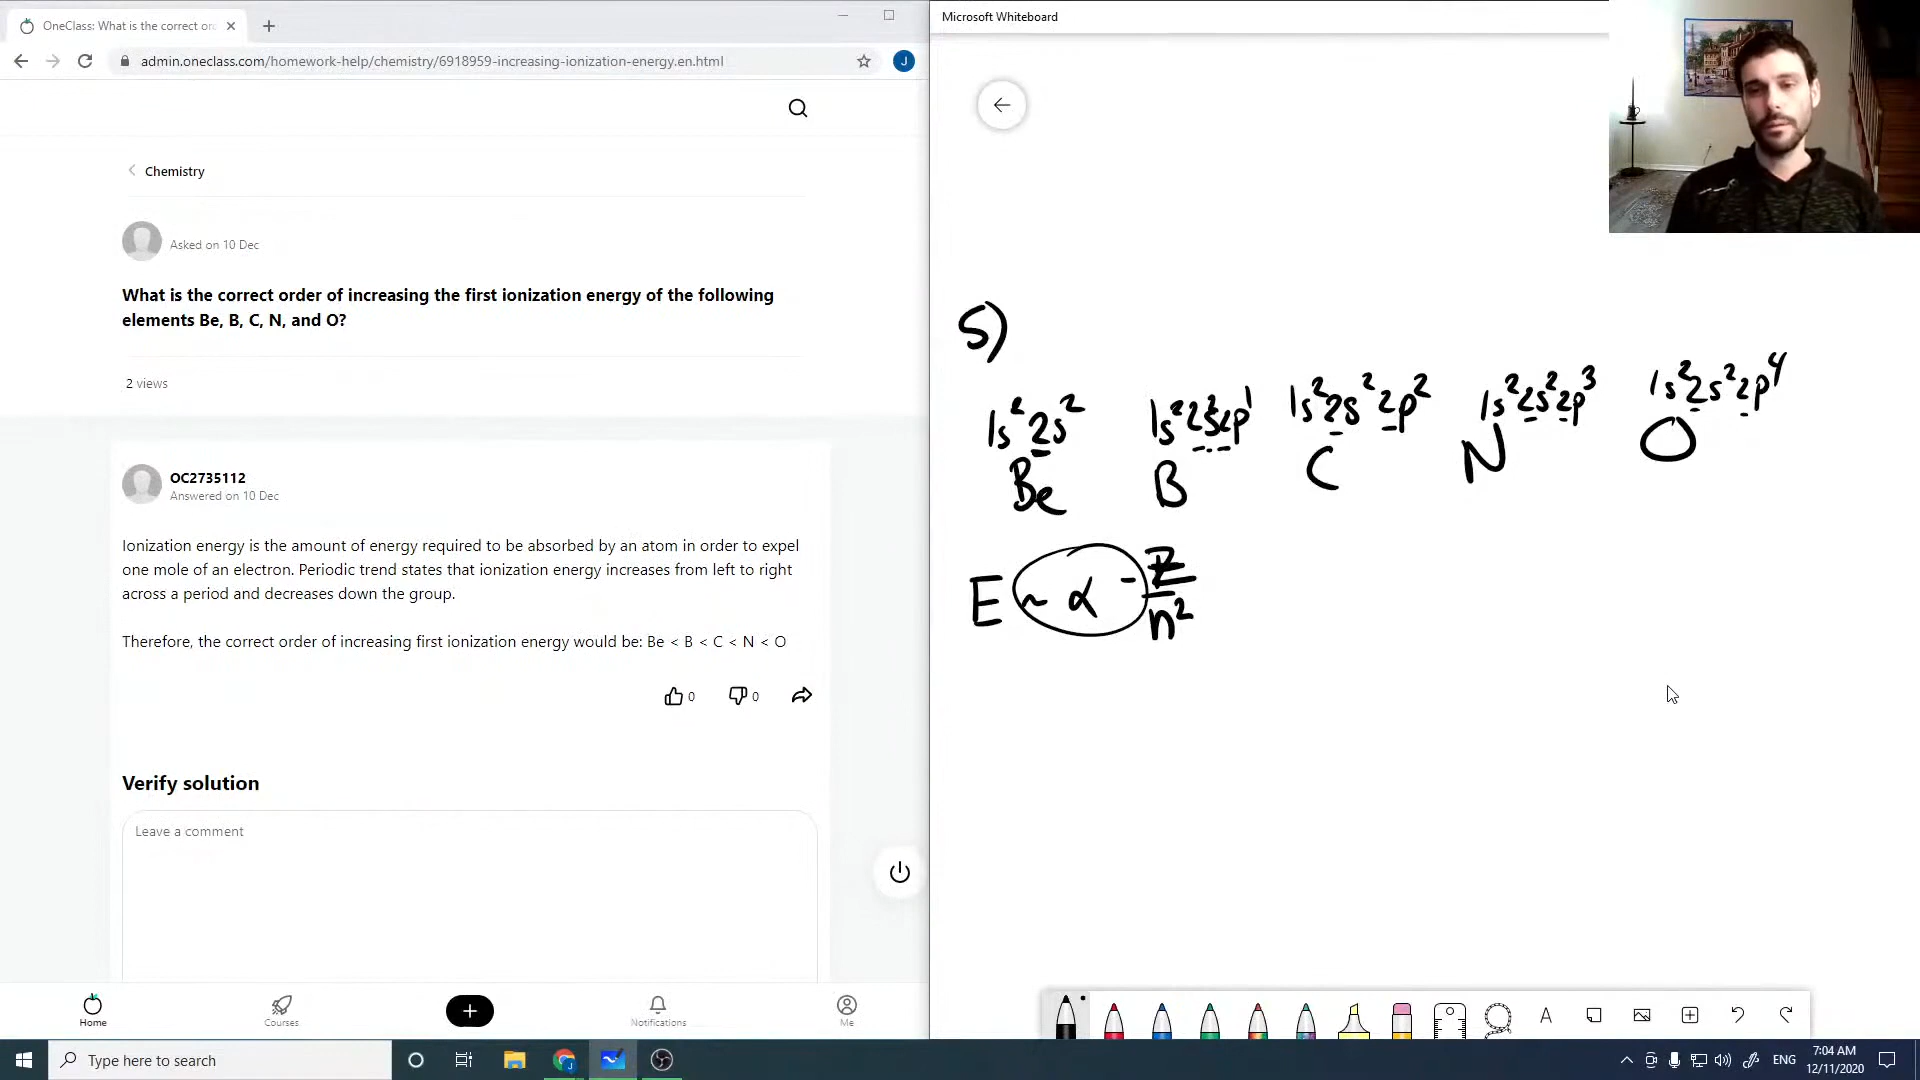 OneClass: What is the correct or
Microsoft Whiteboard
admin.oneclass.com/homework-help/chemistry/6918959-increasing-ionization-energy.en.html
J
Chemistry
Asked on 10 Dec
What is the correct order of increasing the first ionization energy of the following
elements Be, B, C, N, and O?
2 views
OC2735112
Answered on 10 Dec
Ionization energy is the amount of energy required to be absorbed by an atom in order to expel
one mole of an electron. Periodic trend states that ionization energy increases from left to right
across a period and decreases down the group.
Therefore, the correct order of increasing first ionization energy would be: Be < B < C < N < O
0 0
Verify solution
Leave a comment
Home Courses Notifications Me
5)
1s²2s² 1s²2s²2p¹ 1s²2s²2p² 1s²2s²2p³ 1s²2s²2p⁴
Be B C N O
E ~ α -Z/n²
A
Type here to search
ENG
7:04 AM
12/11/2020